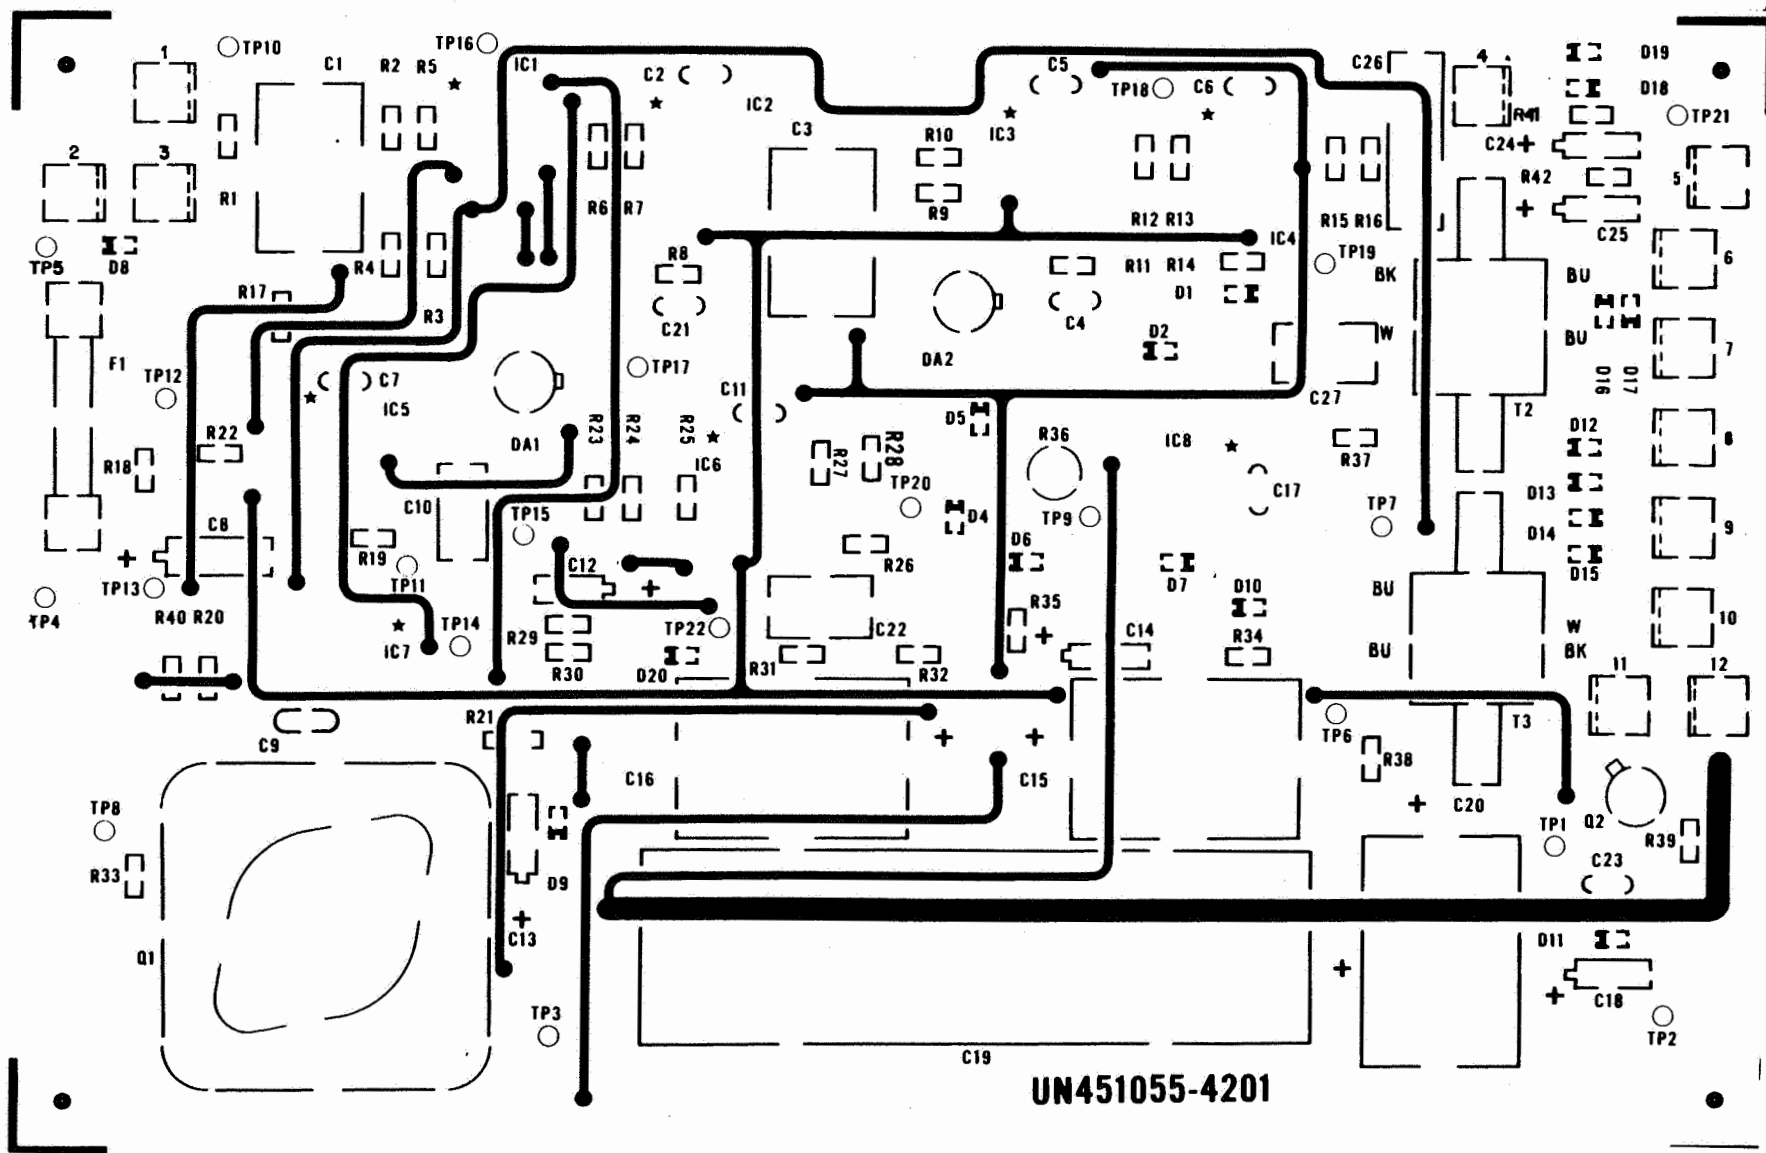 1
TP10
TP16
C1
R2
R5
IC1
C2
IC2
C5
TP18
C6
C26
4
D19
D18
C3
R10
IC3
R41
TP21
C24
+
2
3
R1
R6
R7
R9
R12
R13
R15
R16
R42
5
+
C25
TP5
D8
R4
R8
IC4
TP19
BK
BU
6
R17
R3
C21
R11
R14
D1
C4
F1
TP12
C7
IC5
TP17
DA2
D2
W
BU
7
C11
C27
D16
D17
T2
R22
R18
DA1
R23
R24
R25
IC6
R27
R28
D5
R36
IC8
R37
D12
8
C8
C10
TP15
TP20
D4
TP9
C17
TP7
D13
D14
9
+
R19
TP11
C12
+
R26
D6
D7
D10
D15
TP13
TP4
R40
R20
TP14
IC7
R29
R30
TP22
D20
R31
C22
R32
R35
+
C14
R34
BU
BU
W
BK
10
11
12
C9
R21
+
+
TP6
T3
C16
C15
R38
+
C20
TP8
R33
D9
TP1
Q2
R39
C23
Q1
+
C13
+
D11
+
C18
TP3
TP2
C19
UN451055-4201